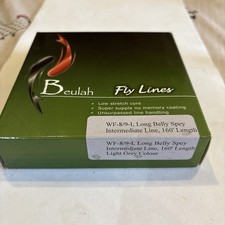 Beulah Fly Lines
• Low stretch core
• Super supple no memory coating
• Unsurpassed line handling
WF-8/9-I, Long Belly Spey
Intermediate Line, 160' Length
WF-8/9-I, Long Belly Spey
Intermediate Line, 160' Length
Light Grey Colour